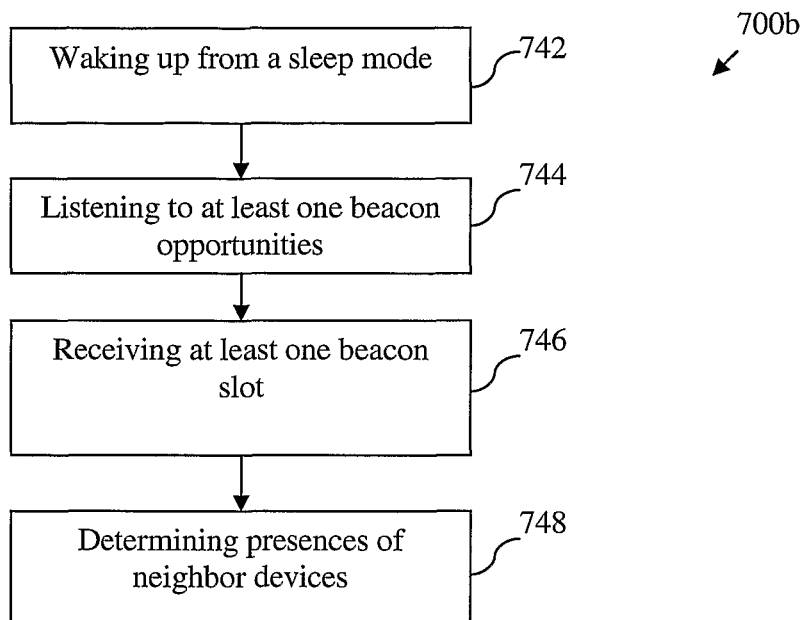 700b
Waking up from a sleep mode
742
Listening to at least one beacon
opportunities
744
Receiving at least one beacon
slot
746
Determining presences of
neighbor devices
748